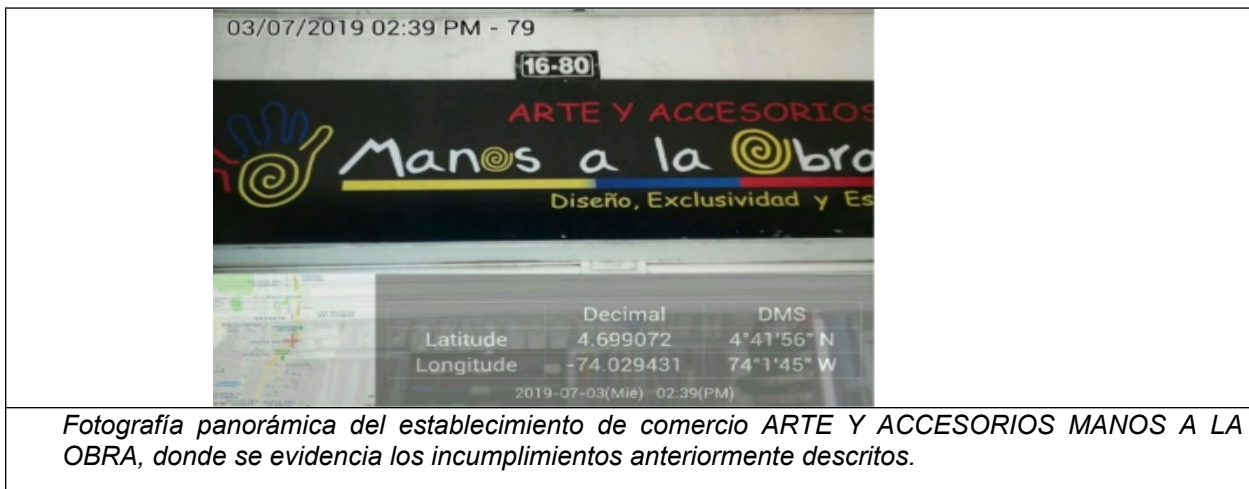 03/07/2019 02:39 PM - 79
16-80
ARTE Y ACCESORIOS
Manos a la Obra
Diseño, Exclusividad y Es
Decimal DMS
Latitude 4.699072 4°41'56" N
Longitude -74.029431 74°1'45" W
2019-07-03(Mié) 02:39(PM)
Fotografía panorámica del establecimiento de comercio ARTE Y ACCESORIOS MANOS A LA
OBRA, donde se evidencia los incumplimientos anteriormente descritos.